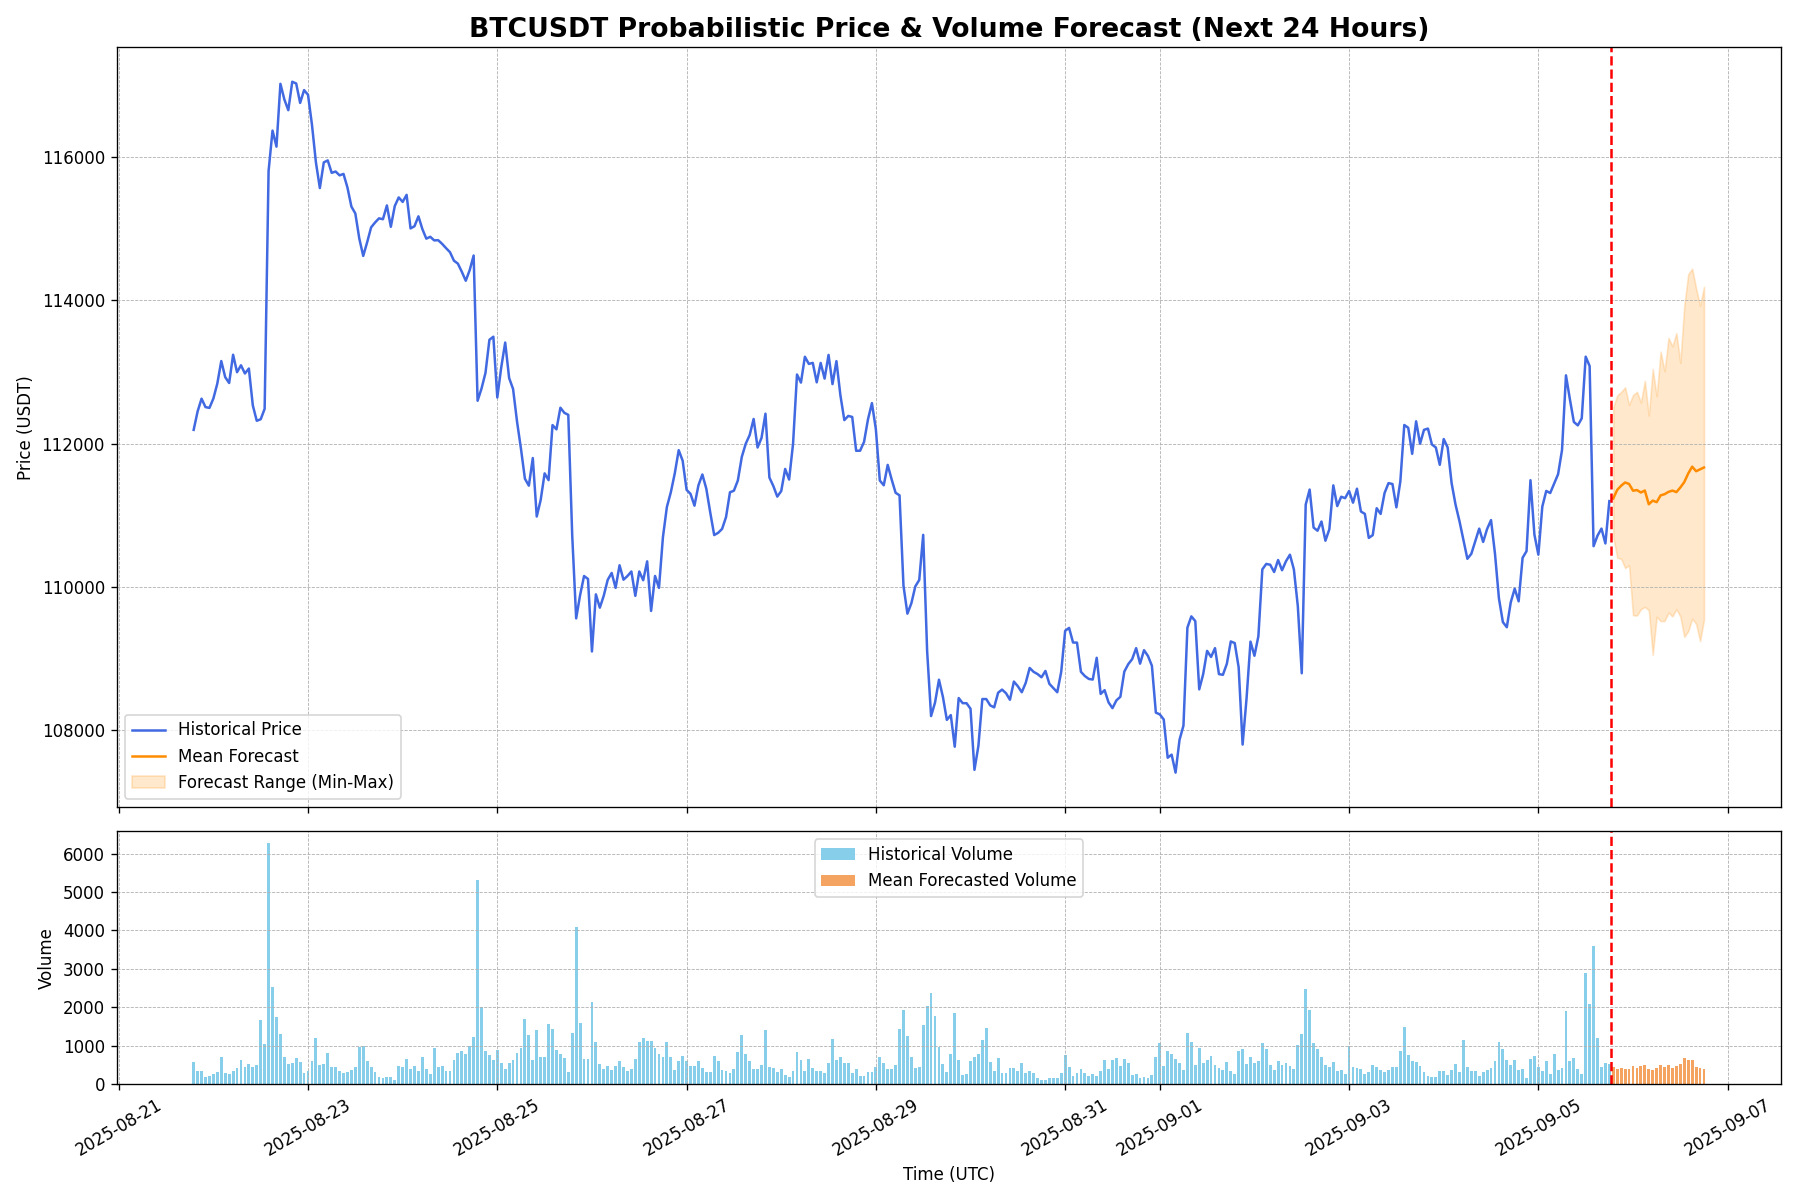 BTCUSDT Probabilistic Price & Volume Forecast (Next 24 Hours)
Price (USDT)
116000
114000
112000
110000
108000
Historical Price
Mean Forecast
Forecast Range (Min-Max)
Volume
6000
5000
4000
3000
2000
1000
0
Historical Volume
Mean Forecasted Volume
2025-08-21
2025-08-23
2025-08-25
2025-08-27
2025-08-29
2025-08-31
2025-09-01
2025-09-03
2025-09-05
2025-09-07
Time (UTC)